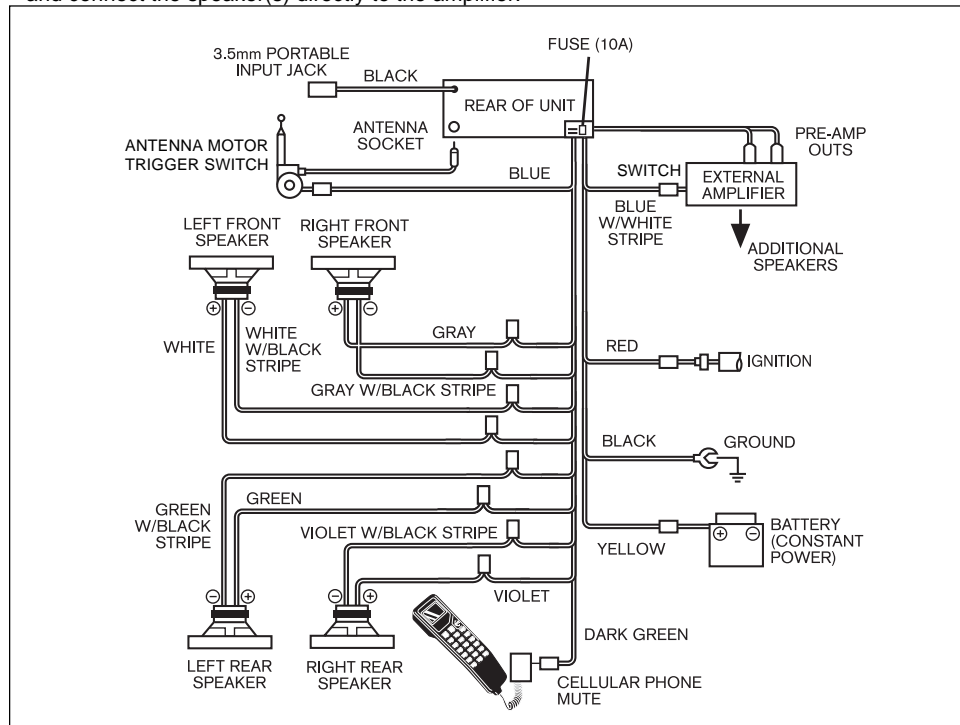 and connect the speaker(s) directly to the amplifier.
FUSE (10A)
3.5mm PORTABLE
INPUT JACK
BLACK
REAR OF UNIT
ANTENNA
SOCKET
ANTENNA MOTOR
TRIGGER SWITCH
BLUE
PRE-AMP
OUTS
SWITCH
EXTERNAL
AMPLIFIER
BLUE
W/WHITE
STRIPE
ADDITIONAL
SPEAKERS
LEFT FRONT
SPEAKER
RIGHT FRONT
SPEAKER
+ −
+ −
WHITE
WHITE
W/BLACK
STRIPE
GRAY
GRAY W/BLACK STRIPE
RED
IGNITION
BLACK
GROUND
GREEN
W/BLACK
STRIPE
GREEN
VIOLET W/BLACK STRIPE
VIOLET
YELLOW
+ −
BATTERY
(CONSTANT
POWER)
− +
− +
LEFT REAR
SPEAKER
RIGHT REAR
SPEAKER
DARK GREEN
CELLULAR PHONE
MUTE